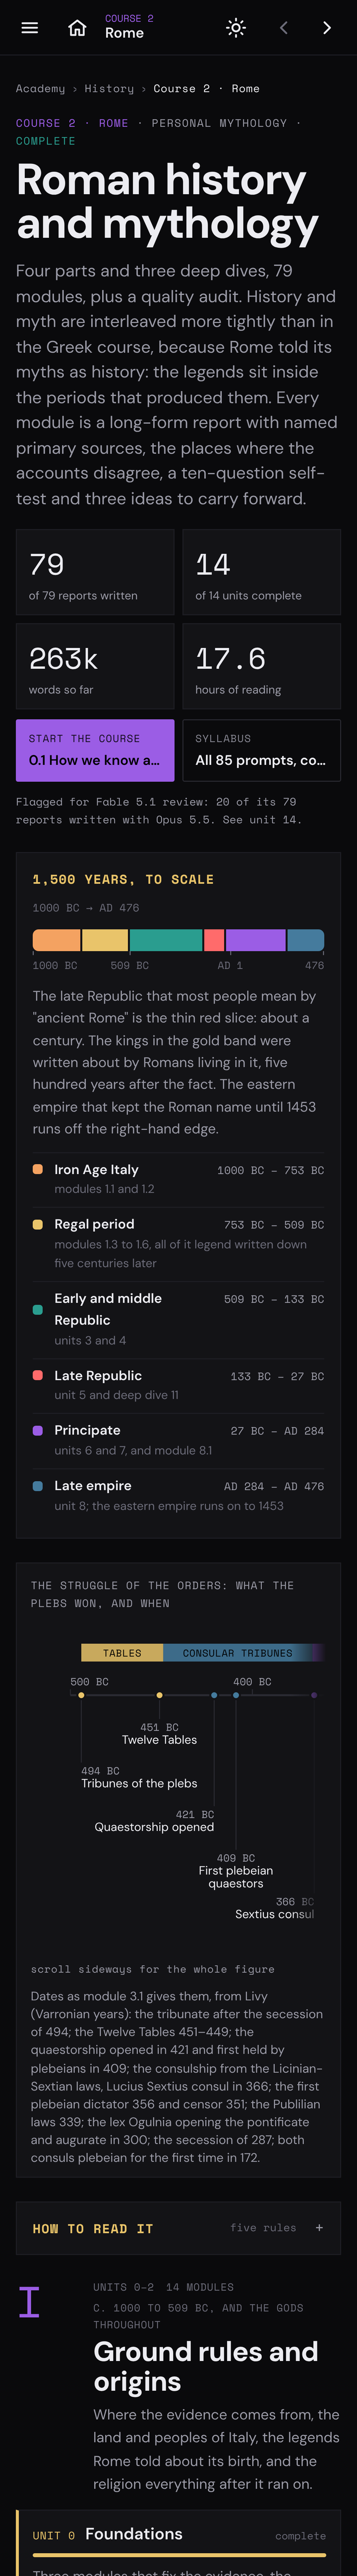 COURSE 2
Rome
Academy › History › Course 2 · Rome
COURSE 2 · ROME · PERSONAL MYTHOLOGY ·
COMPLETE
Roman history
and mythology
Four parts and three deep dives, 79
modules, plus a quality audit. History and
myth are interleaved more tightly than in
the Greek course, because Rome told its
myths as history: the legends sit inside
the periods that produced them. Every
module is a long-form report with named
primary sources, the places where the
accounts disagree, a ten-question self-
test and three ideas to carry forward.
79
of 79 reports written
14
of 14 units complete
263k
words so far
17.6
hours of reading
START THE COURSE
0.1 How we know a…
SYLLABUS
All 85 prompts, co…
Flagged for Fable 5.1 review: 20 of its 79
reports written with Opus 5.5. See unit 14.
1,500 YEARS, TO SCALE
1000 BC → AD 476
1000 BC 509 BC AD 1 476
The late Republic that most people mean by
"ancient Rome" is the thin red slice: about a
century. The kings in the gold band were
written about by Romans living in it, five
hundred years after the fact. The eastern
empire that kept the Roman name until 1453
runs off the right-hand edge.
Iron Age Italy 1000 BC – 753 BC
modules 1.1 and 1.2
Regal period 753 BC – 509 BC
modules 1.3 to 1.6, all of it legend written down
five centuries later
Early and middle
Republic 509 BC – 133 BC
units 3 and 4
Late Republic 133 BC – 27 BC
unit 5 and deep dive 11
Principate 27 BC – AD 284
units 6 and 7, and module 8.1
Late empire AD 284 – AD 476
unit 8; the eastern empire runs on to 1453
THE STRUGGLE OF THE ORDERS: WHAT THE
PLEBS WON, AND WHEN
TABLES CONSULAR TRIBUNES
500 BC 400 BC
451 BC
Twelve Tables
494 BC
Tribunes of the plebs
421 BC
Quaestorship opened
409 BC
First plebeian
quaestors
366 BC
Sextius consul
scroll sideways for the whole figure
Dates as module 3.1 gives them, from Livy
(Varronian years): the tribunate after the secession
of 494; the Twelve Tables 451–449; the
quaestorship opened in 421 and first held by
plebeians in 409; the consulship from the Licinian-
Sextian laws, Lucius Sextius consul in 366; the first
plebeian dictator 356 and censor 351; the Publilian
laws 339; the lex Ogulnia opening the pontificate
and augurate in 300; the secession of 287; both
consuls plebeian for the first time in 172.
HOW TO READ IT five rules +
I
UNITS 0–2 14 MODULES
C. 1000 TO 509 BC, AND THE GODS
THROUGHOUT
Ground rules and
origins
Where the evidence comes from, the
land and peoples of Italy, the legends
Rome told about its birth, and the
religion everything after it ran on.
UNIT 0 Foundations complete
Three modules that fix the evidence, the